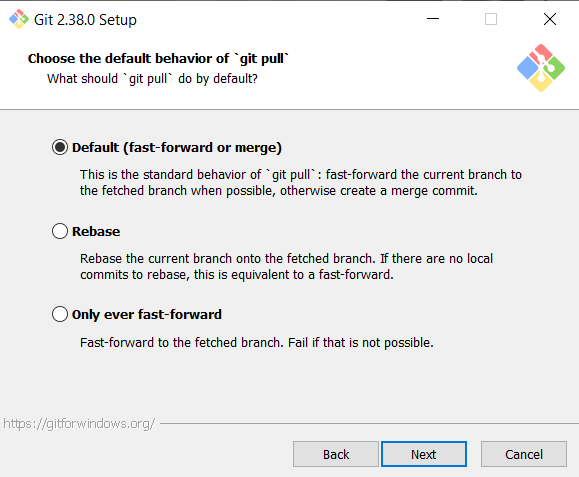 Git 2.38.0 Setup
Choose the default behavior of `git pull`
What should `git pull` do by default?
Default (fast-forward or merge)
This is the standard behavior of `git pull`: fast-forward the current branch to
the fetched branch when possible, otherwise create a merge commit.
Rebase
Rebase the current branch onto the fetched branch. If there are no local
commits to rebase, this is equivalent to a fast-forward.
Only ever fast-forward
Fast-forward to the fetched branch. Fail if that is not possible.
https://gitforwindows.org/
Back Next Cancel